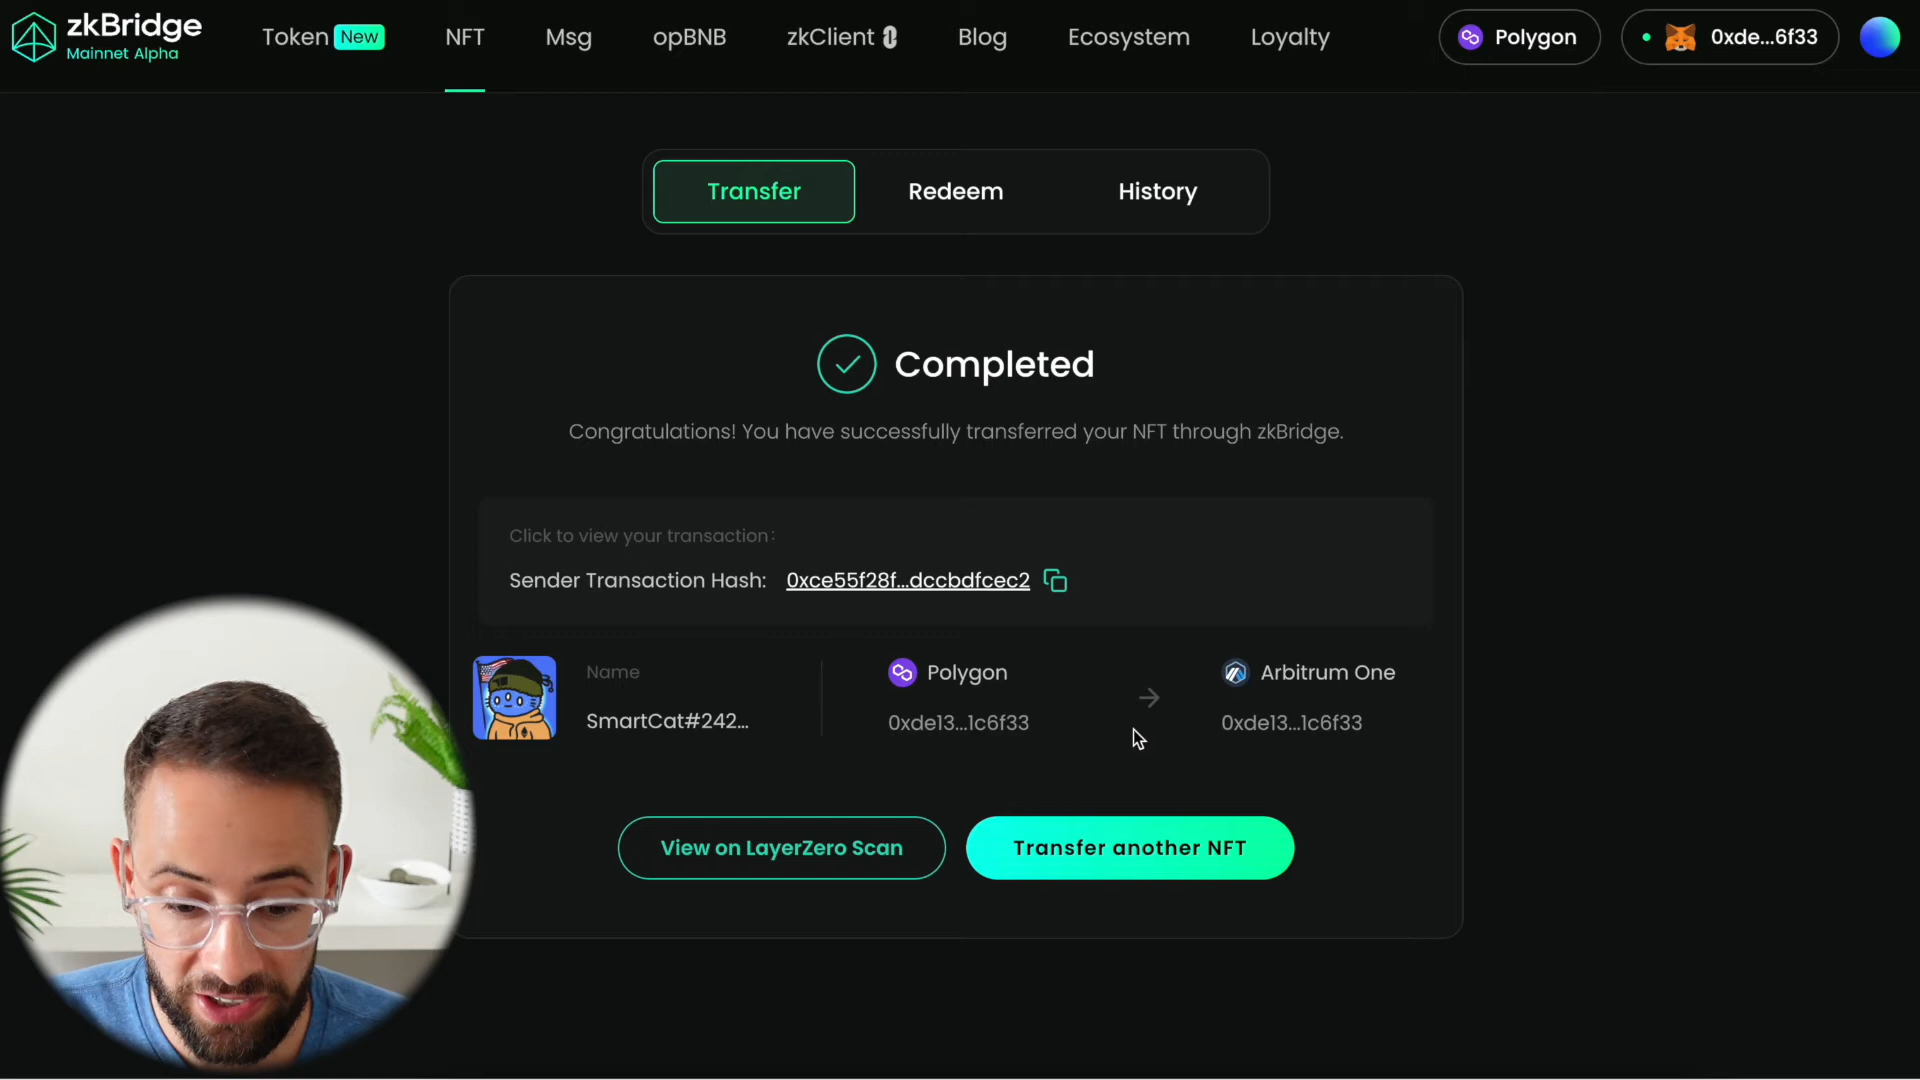 zkBridge
Mainnet Alpha
Token New NFT Msg opBNB zkClient Blog Ecosystem Loyalty Polygon 0xde...6f33
Transfer Redeem History
Completed
Congratulations! You have successfully transferred your NFT through zkBridge.
Click to view your transaction:
Sender Transaction Hash: 0xce55f28f...dccbdfcec2
Name Polygon Arbitrum One
SmartCat#242... 0xde13...1c6f33 0xde13...1c6f33
View on LayerZero Scan Transfer another NFT